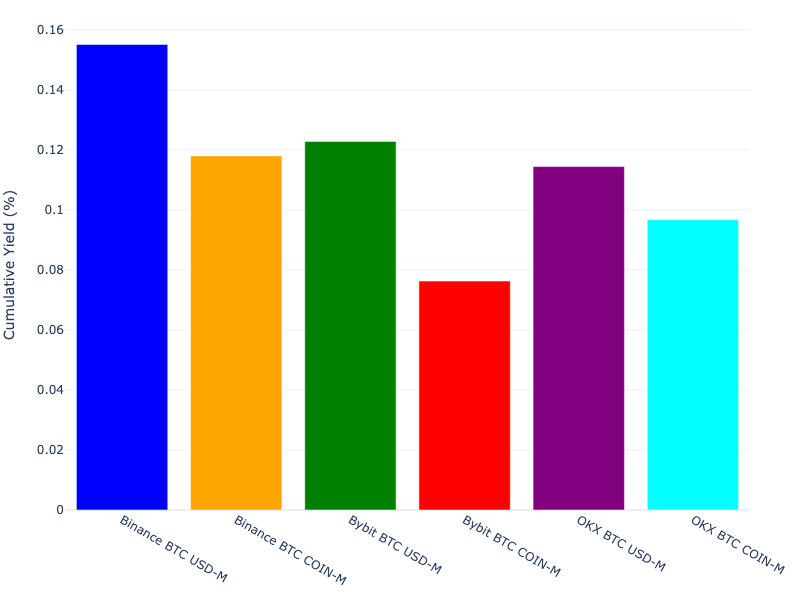 Cumulative Yield (%)
0.16
0.14
0.12
0.1
0.08
0.06
0.04
0.02
0
Binance BTC USD-M
Binance BTC COIN-M
Bybit BTC USD-M
Bybit BTC COIN-M
OKX BTC USD-M
OKX BTC COIN-M